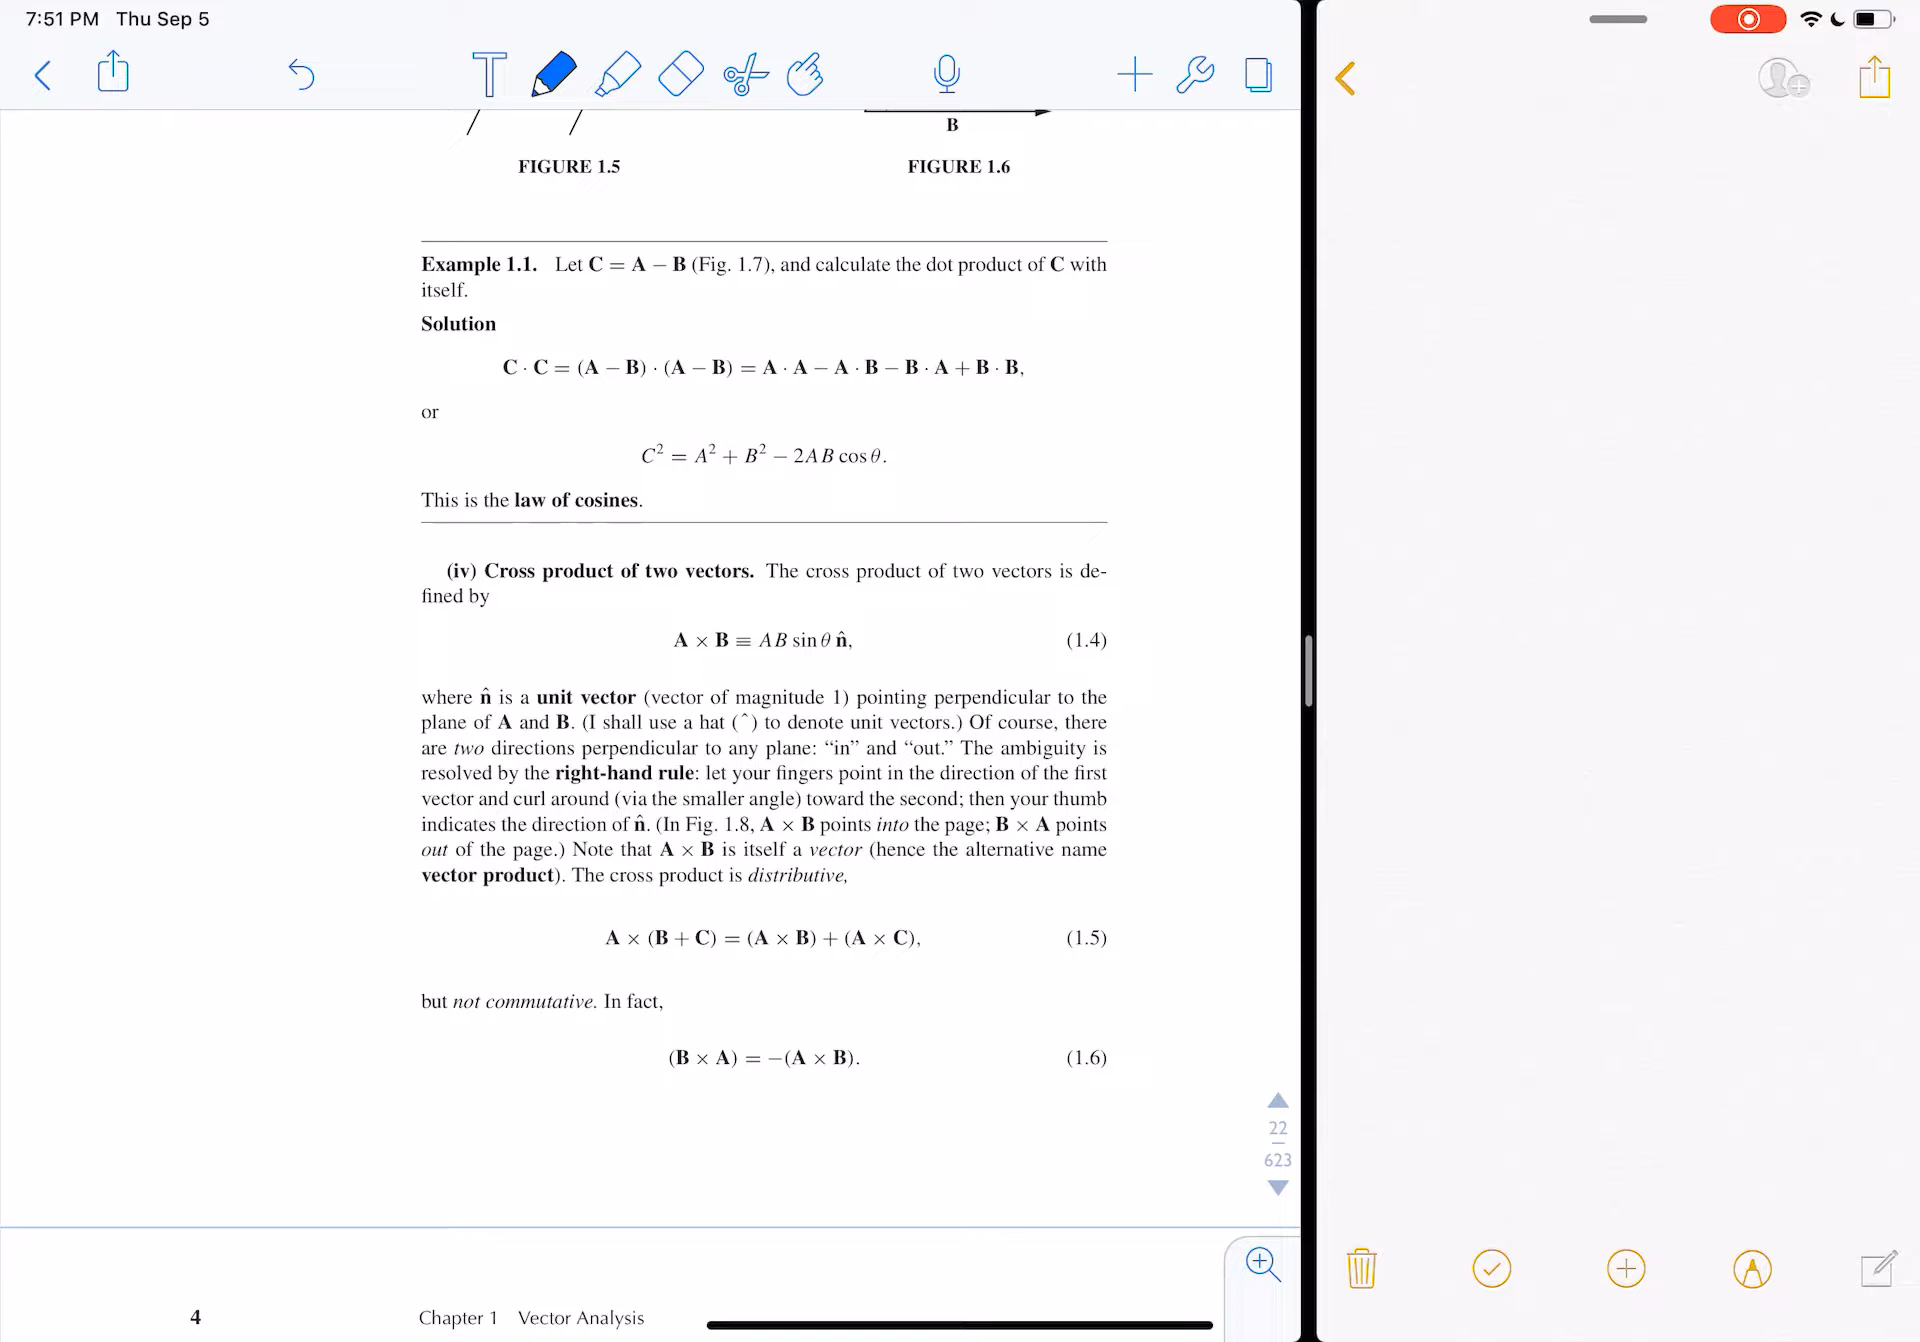 7:51 PM Thu Sep 5
B
FIGURE 1.5
FIGURE 1.6
Example 1.1. Let C = A − B (Fig. 1.7), and calculate the dot product of C with
itself.
Solution
C · C = (A − B) · (A − B) = A · A − A · B − B · A + B · B,
or
C² = A² + B² − 2AB cos θ.
This is the law of cosines.
(iv) Cross product of two vectors. The cross product of two vectors is de-
fined by
A × B ≡ AB sin θ n̂, (1.4)
where n̂ is a unit vector (vector of magnitude 1) pointing perpendicular to the
plane of A and B. (I shall use a hat (ˆ) to denote unit vectors.) Of course, there
are two directions perpendicular to any plane: “in” and “out.” The ambiguity is
resolved by the right-hand rule: let your fingers point in the direction of the first
vector and curl around (via the smaller angle) toward the second; then your thumb
indicates the direction of n̂. (In Fig. 1.8, A × B points into the page; B × A points
out of the page.) Note that A × B is itself a vector (hence the alternative name
vector product). The cross product is distributive,
A × (B + C) = (A × B) + (A × C), (1.5)
but not commutative. In fact,
(B × A) = −(A × B). (1.6)
22
623
4 Chapter 1 Vector Analysis